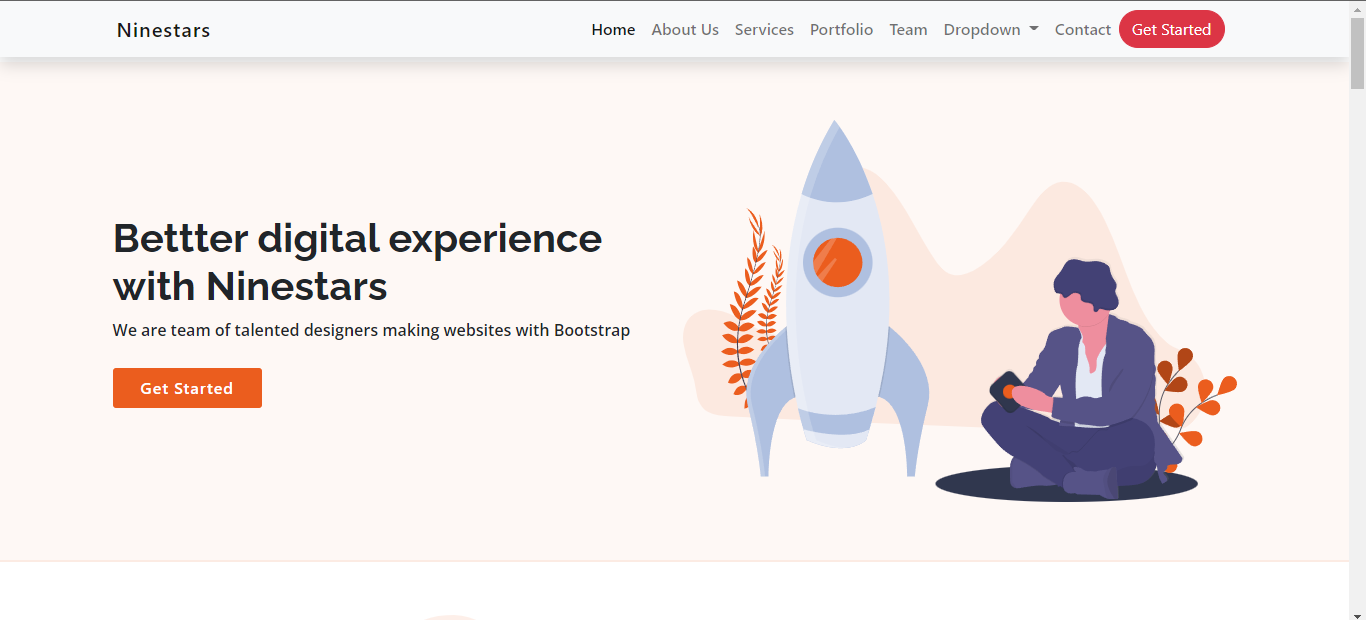 Ninestars
Home About Us Services Portfolio Team Dropdown Contact Get Started
Bettter digital experience
with Ninestars
We are team of talented designers making websites with Bootstrap
Get Started